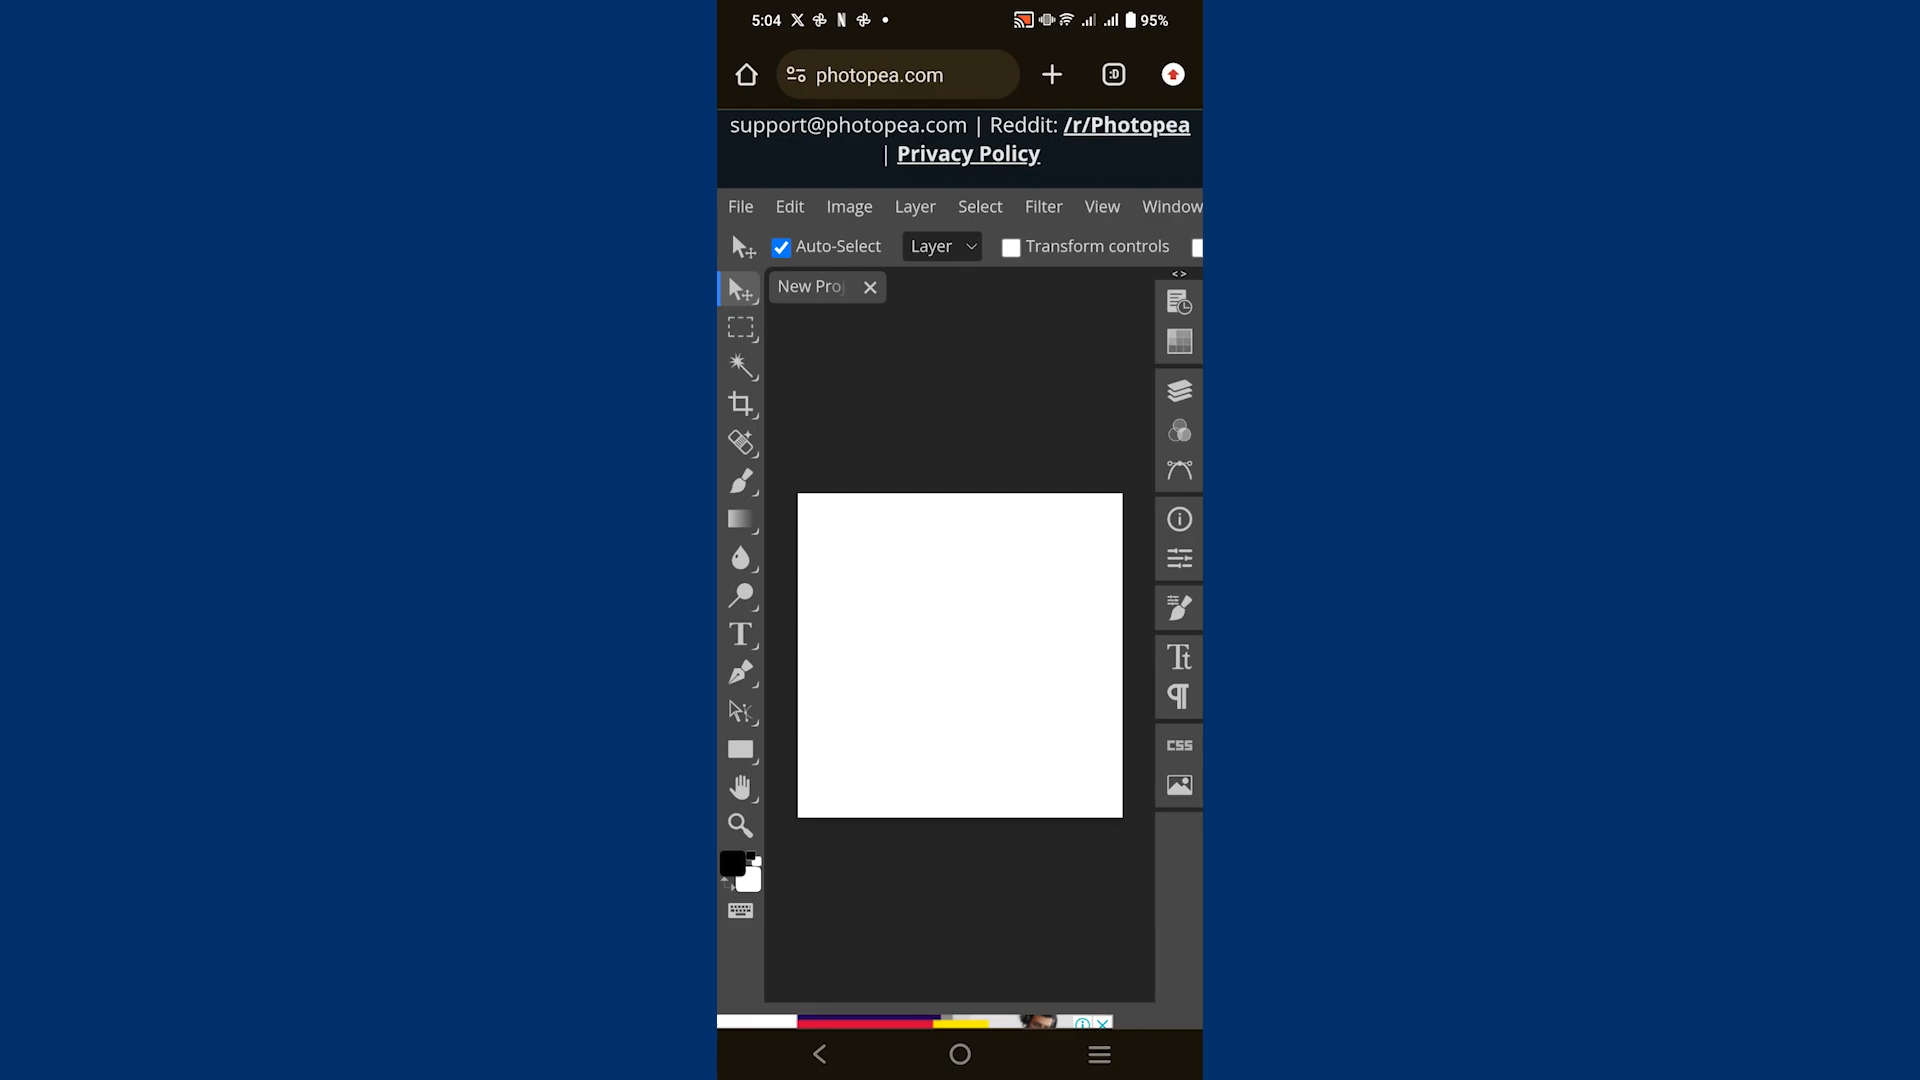 5:04 X N 95%
photopea.com :D
support@photopea.com | Reddit: /r/Photopea
| Privacy Policy
File Edit Image Layer Select Filter View Window
Auto-Select Layer Transform controls
New Proj
<>
T
Tt
¶
CSS